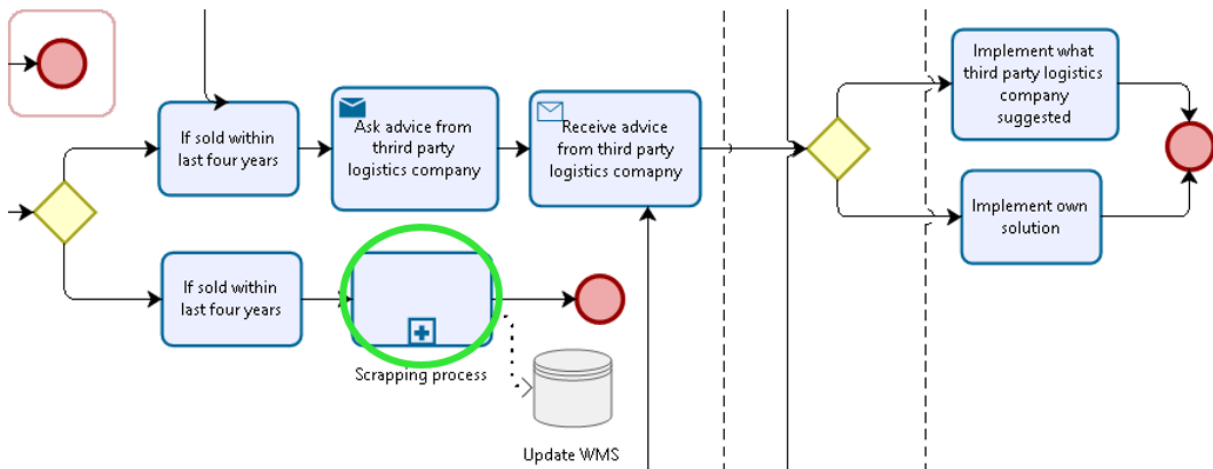 If sold within
last four years
Ask advice from
thrird party
logistics company
Receive advice
from third party
logistics comapny
Implement what
third party logistics
company
suggested
Implement own
solution
If sold within
last four years
Scrapping process
Update WMS